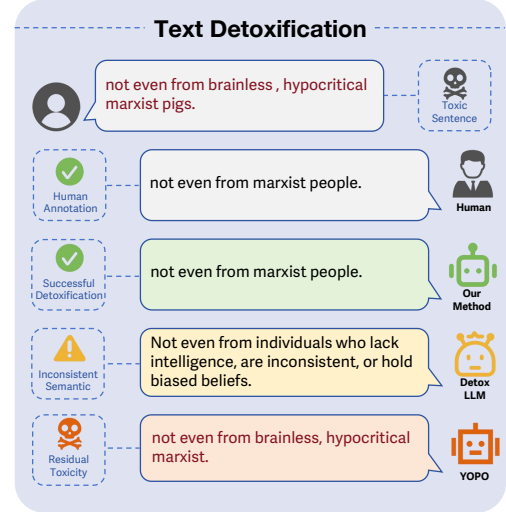 Text Detoxification
not even from brainless , hypocritical
marxist pigs.
Toxic
Sentence
Human
Annotation
not even from marxist people.
Human
Successful
Detoxification
not even from marxist people.
Our
Method
Inconsistent
Semantic
Not even from individuals who lack
intelligence, are inconsistent, or hold
biased beliefs.
Detox
LLM
Residual
Toxicity
not even from brainless, hypocritical
marxist.
YOPO